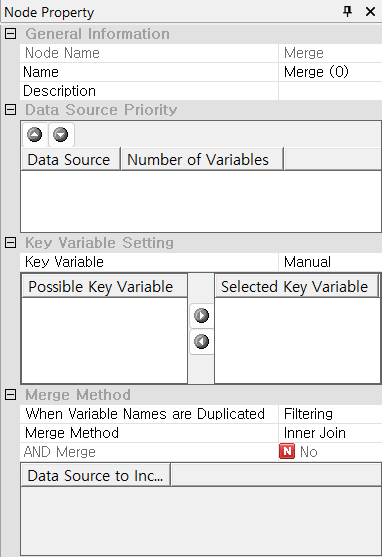 Node Property
General Information
Node Name Merge
Name Merge (0)
Description
Data Source Priority
Data Source Number of Variables
Key Variable Setting
Key Variable Manual
Possible Key Variable Selected Key Variable
Merge Method
When Variable Names are Duplicated Filtering
Merge Method Inner Join
AND Merge N No
Data Source to Inc...